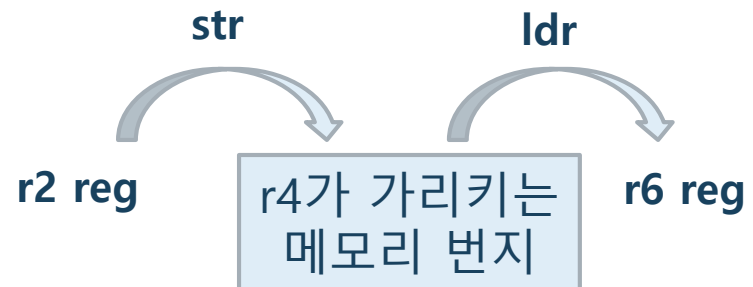 str
ldr
r2 reg
r4가 가리키는
메모리 번지
r6 reg